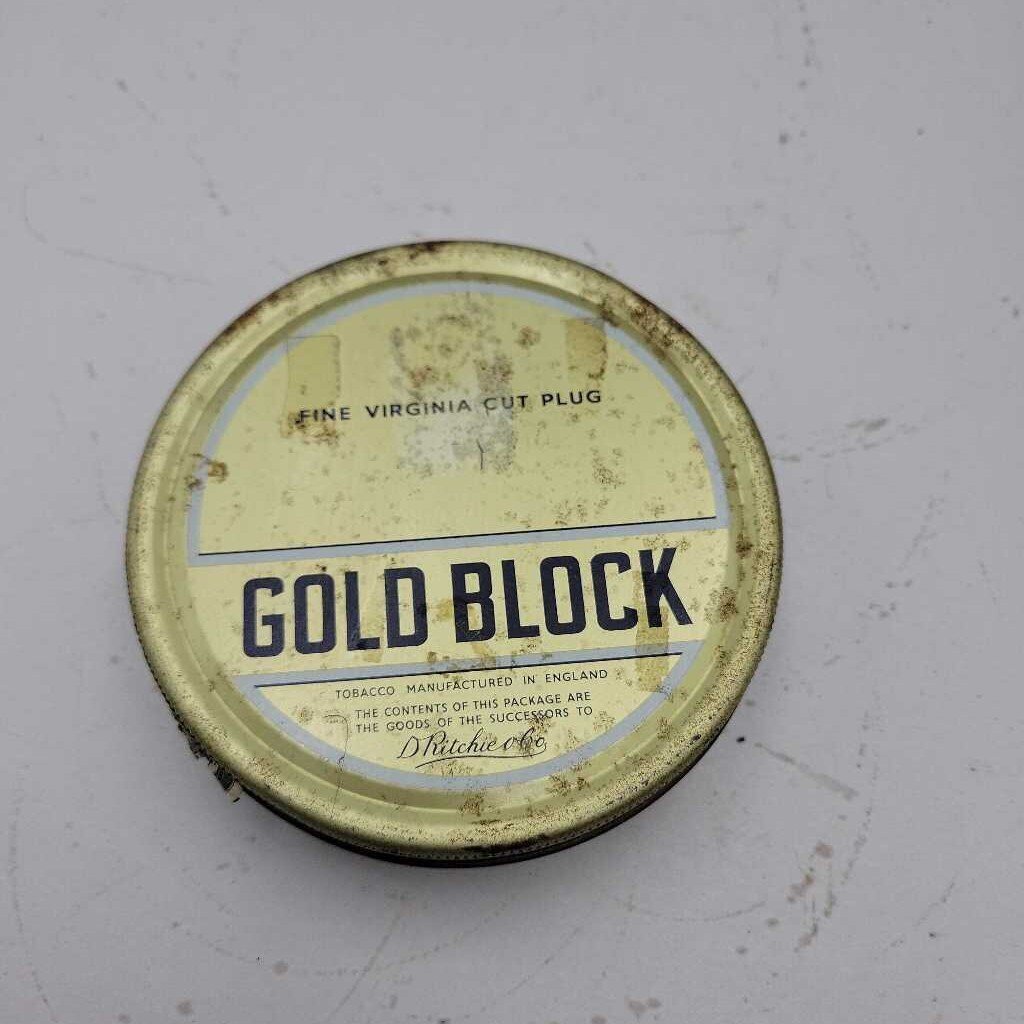 FINE VIRGINIA CUT PLUG
GOLD BLOCK
TOBACCO MANUFACTURED IN ENGLAND
THE CONTENTS OF THIS PACKAGE ARE
THE GOODS OF THE SUCCESSORS TO
D Ritchie & Co